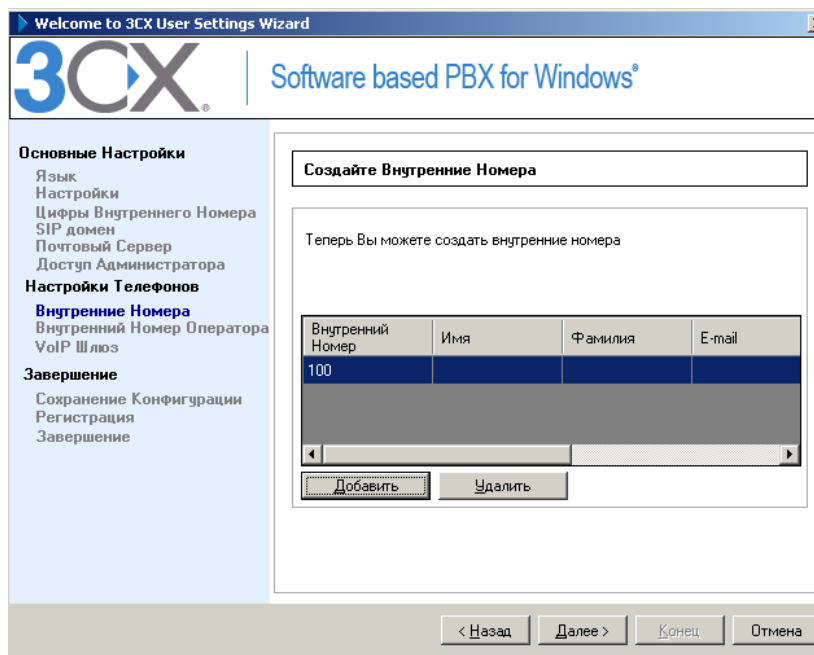 Welcome to 3CX User Settings Wizard
3CX®
Software based PBX for Windows®
Основные Настройки
Язык
Настройки
Цифры Внутреннего Номера
SIP домен
Почтовый Сервер
Доступ Администратора
Настройки Телефонов
Внутренние Номера
Внутренний Номер Оператора
VoIP Шлюз
Завершение
Сохранение Конфигурации
Регистрация
Завершение
Создайте Внутренние Номера
Теперь Вы можете создать внутренние номера
Внутренний
Номер
Имя
Фамилия
E-mail
100
Добавить
Удалить
< Назад
Далее >
Конец
Отмена